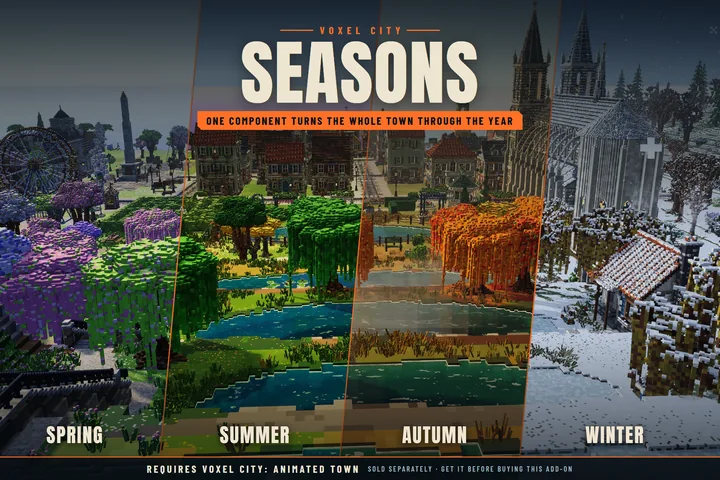 VOXEL CITY
SEASONS
ONE COMPONENT TURNS THE WHOLE TOWN THROUGH THE YEAR
SPRING
SUMMER
AUTUMN
WINTER
REQUIRES VOXEL CITY: ANIMATED TOWN SOLD SEPARATELY · GET IT BEFORE BUYING THIS ADD-ON